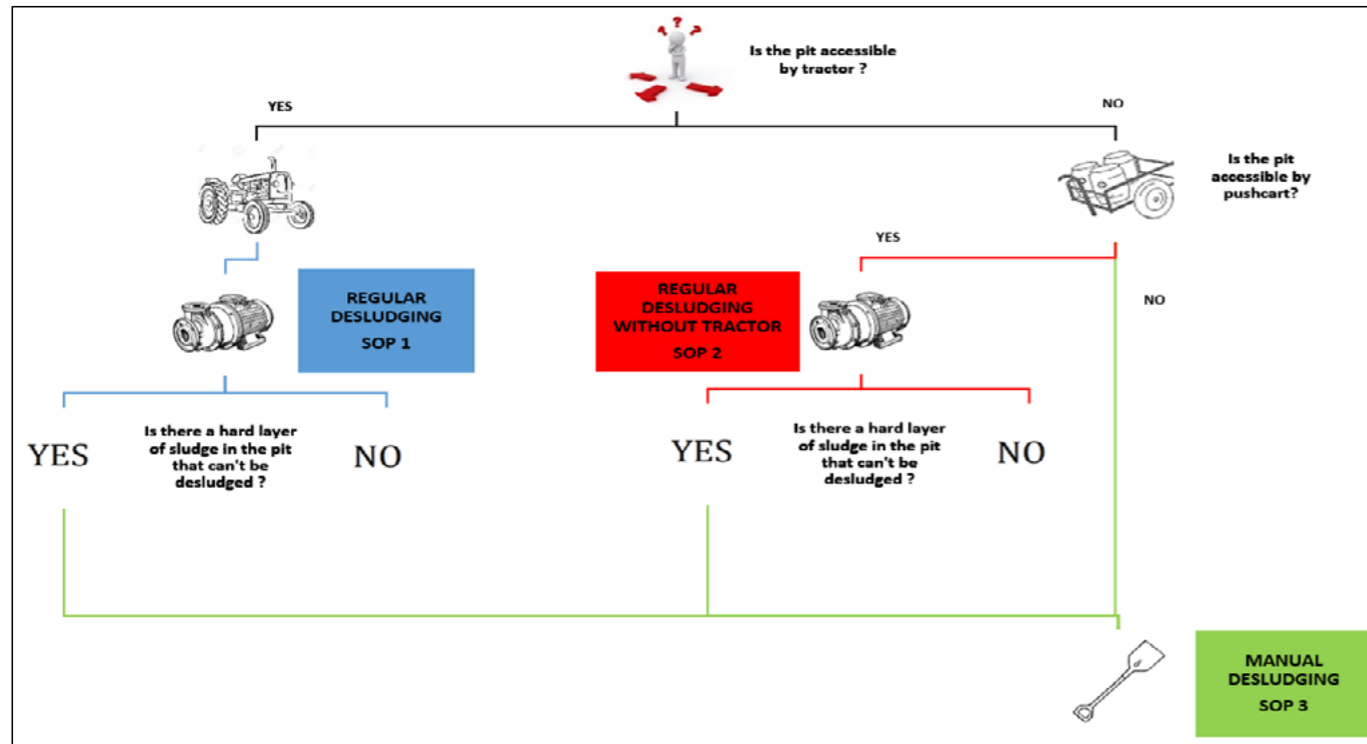 Is the pit accessible
by tractor ?
YES
NO
Is the pit
accessible by
pushcart?
YES
NO
REGULAR
DESLUDGING
SOP 1
REGULAR
DESLUDGING
WITHOUT TRACTOR
SOP 2
YES
Is there a hard layer
of sludge in the pit
that can't be
desludged ?
NO
YES
Is there a hard layer
of sludge in the pit
that can't be
desludged ?
NO
MANUAL
DESLUDGING
SOP 3